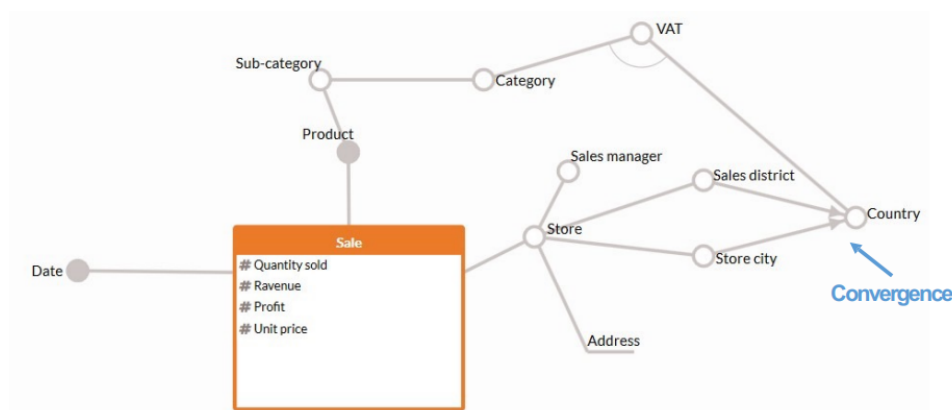 VAT
Sub-category
Category
Product
Sales manager
Sales district
Country
Store
Store city
Convergence
Date
Sale
# Quantity sold
# Ravenue
# Profit
# Unit price
Address